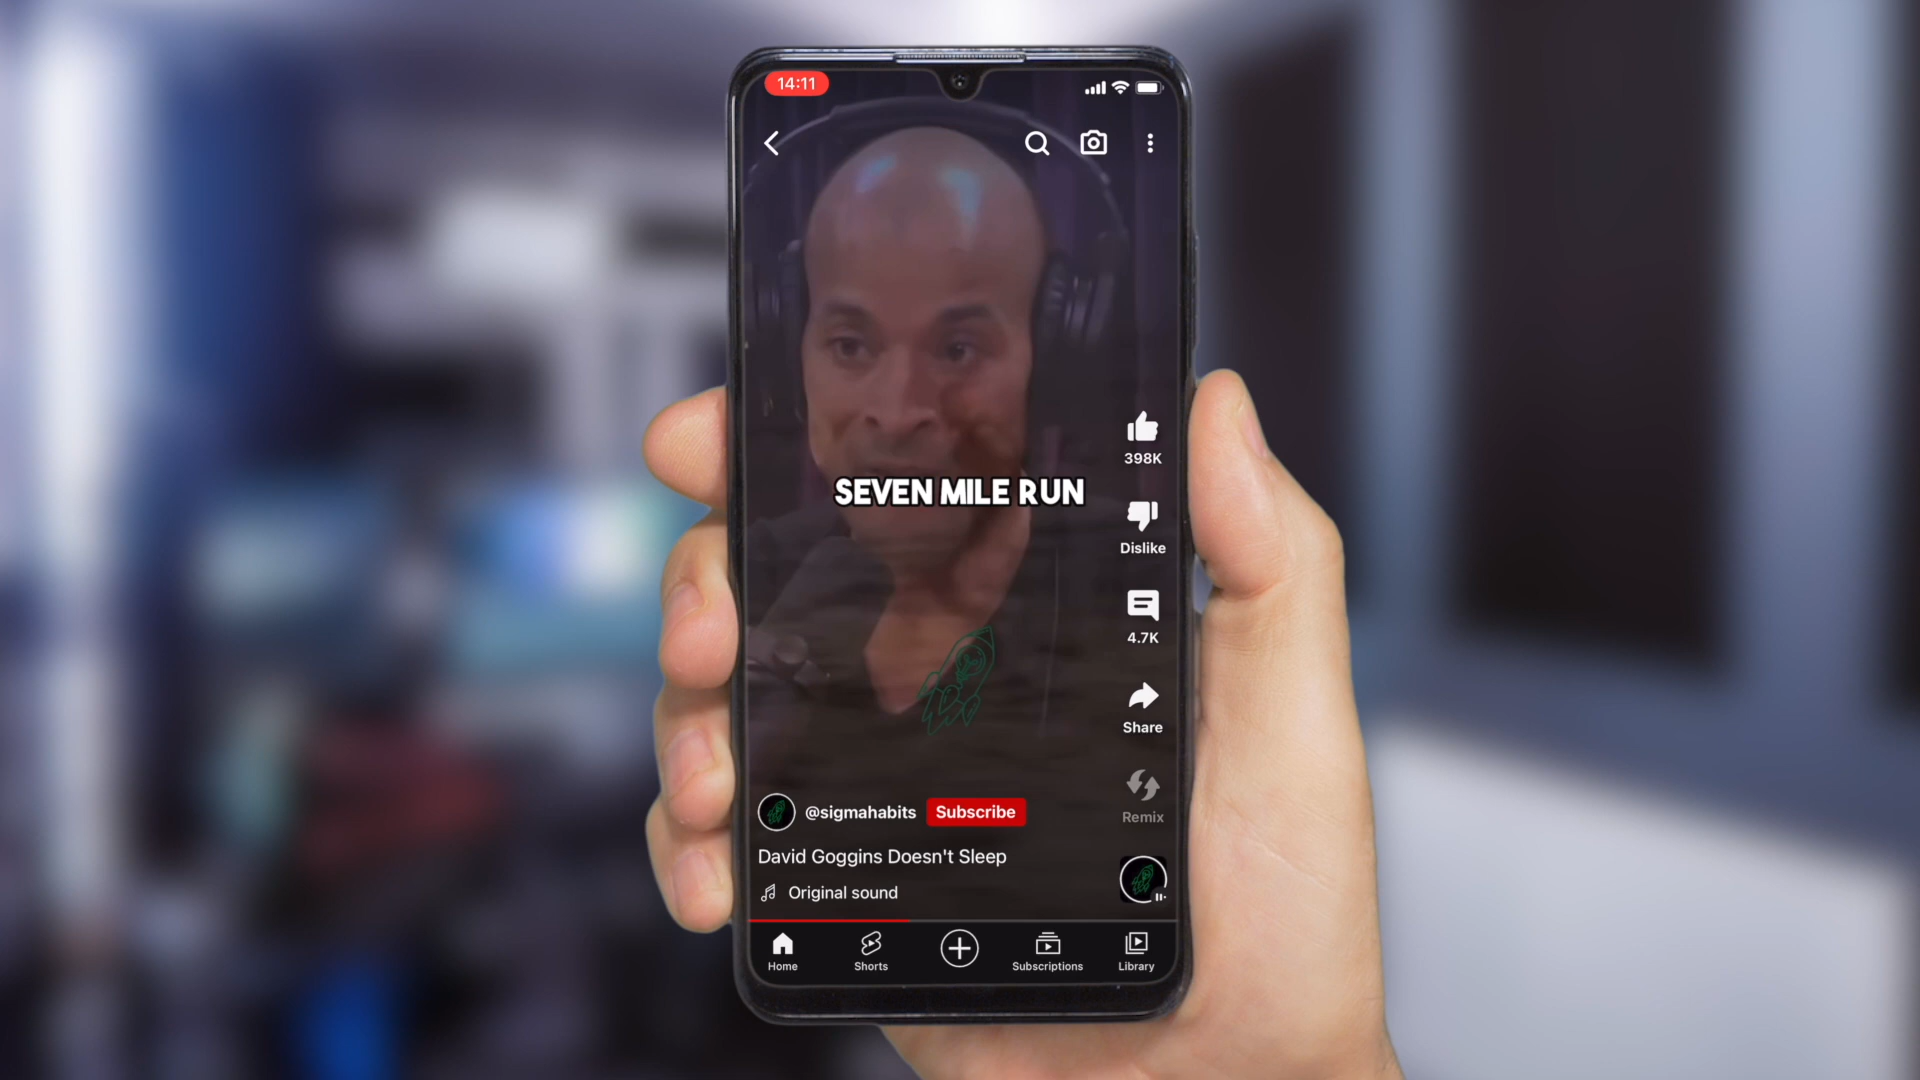 14:11
SEVEN MILE RUN
398K
Dislike
4.7K
Share
Remix
@sigmahabits Subscribe
David Goggins Doesn't Sleep
Original sound
Home Shorts Subscriptions Library